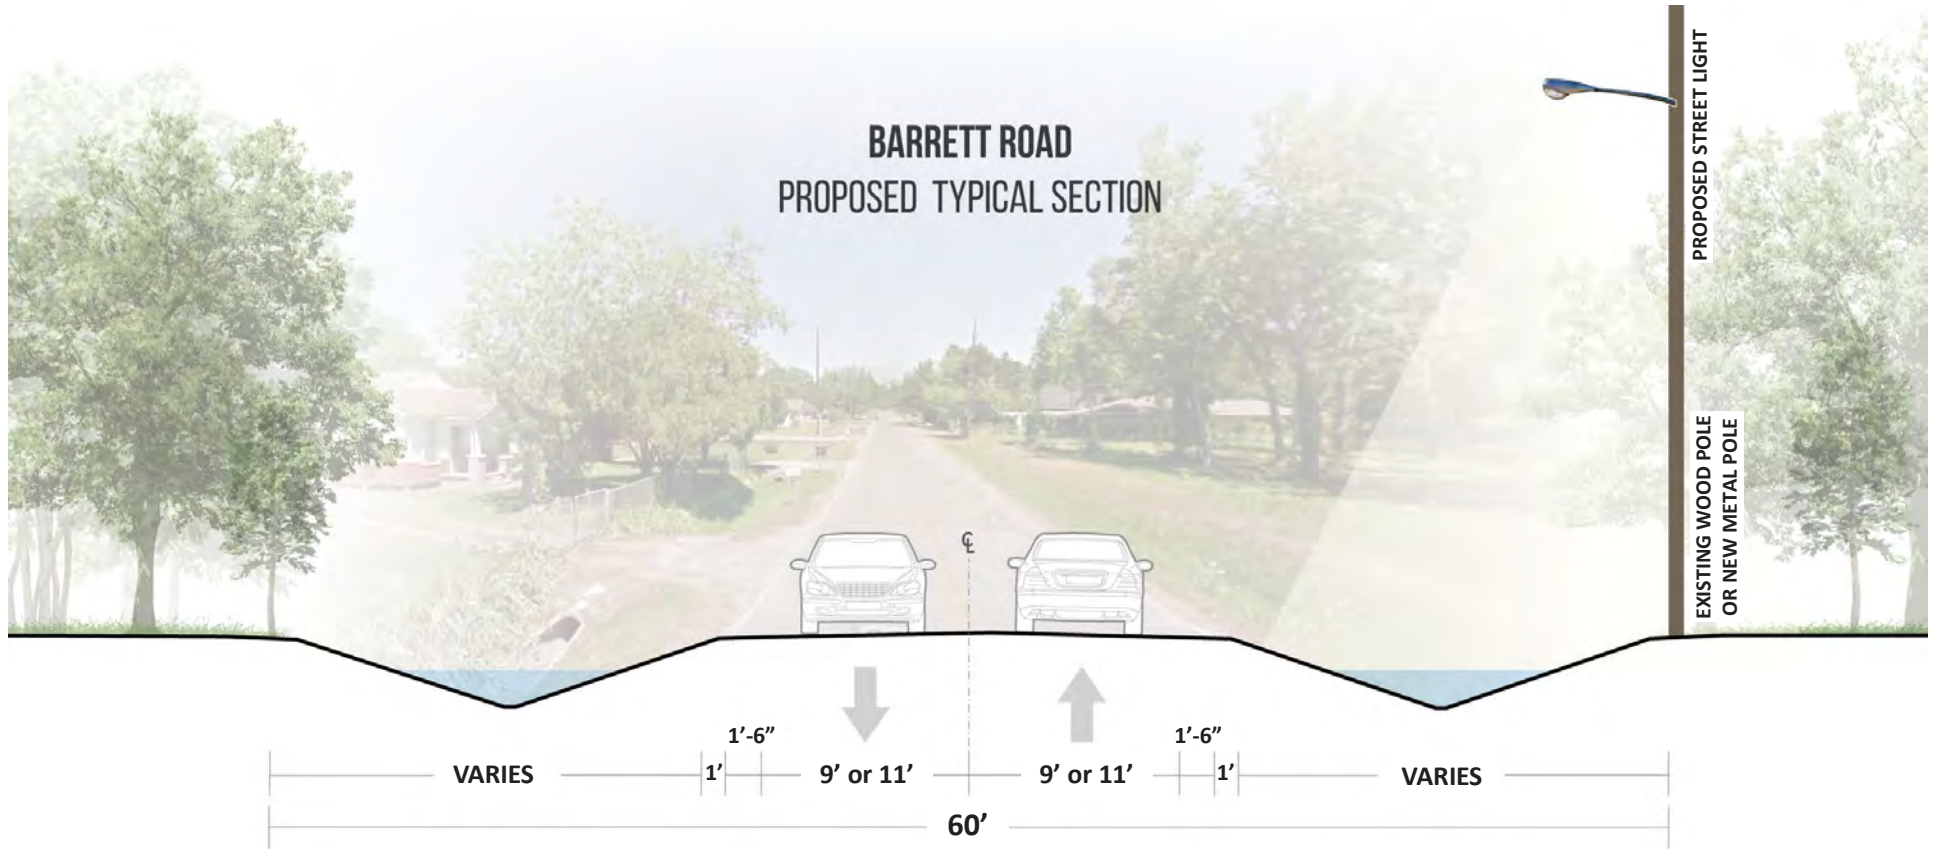 BARRETT ROAD
PROPOSED TYPICAL SECTION
PROPOSED STREET LIGHT
EXISTING WOOD POLE
OR NEW METAL POLE
℄
1’-6”
1’-6”
VARIES
1’
9’ or 11’
9’ or 11’
1’
VARIES
60’